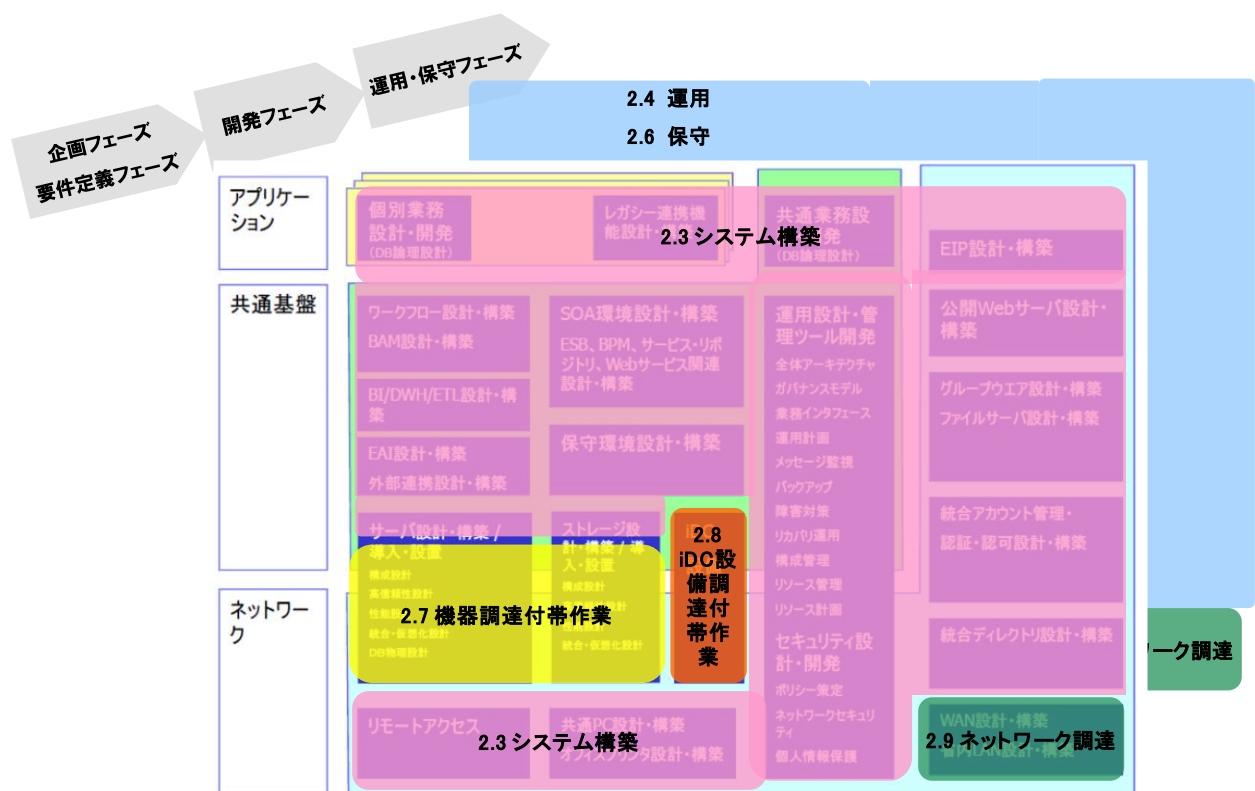 企画フェーズ
要件定義フェーズ
開発フェーズ
運用・保守フェーズ
2.4 運用
2.6 保守
アプリケー
ション
個別業務
設計・開発
(DB論理設計)
レガシー連携機
能設計・
2.3 システム構築
共通業務設
開発
(DB論理設計)
EIP設計・構築
共通基盤
ワークフロー設計・構築
BAM設計・構築
BI/DWH/ETL設計・構
築
EAI設計・構築
外部連携設計・構築
SOA環境設計・構築
ESB、BPM、サービス・リポ
ジトリ、Webサービス関連
設計・構築
保守環境設計・構築
運用設計・管
理ツール開発
全体アーキテクチャ
ガバナンスモデル
業務インタフェース
運用計画
メッセージ監視
バックアップ
障害対策
リカバリ運用
構成管理
リソース管理
リソース計画
セキュリティ設
計・開発
ポリシー策定
ネットワークセキュリ
ティ
個人情報保護
公開Webサーバ設計・
構築
グループウエア設計・構築
ファイルサーバ設計・構築
統合アカウント管理・
認証・認可設計・構築
統合ディレクトリ設計・構築
サーバ設計・構築 /
導入・設置
構成設計
高信頼性設計
統合・仮想化設計
DB物理設計
ストレージ設
計・構築 / 導
入・設置
構成設計
統合・仮想化設計
2.7 機器調達付帯作業
2.8
iDC設
備調
達付
帯作
業
ネットワー
ク
リモートアクセス
共通PC設計・構築
オフィスプリンタ設計・構築
2.3 システム構築
WAN設計・構築
2.9 ネットワーク調達
ーク調達